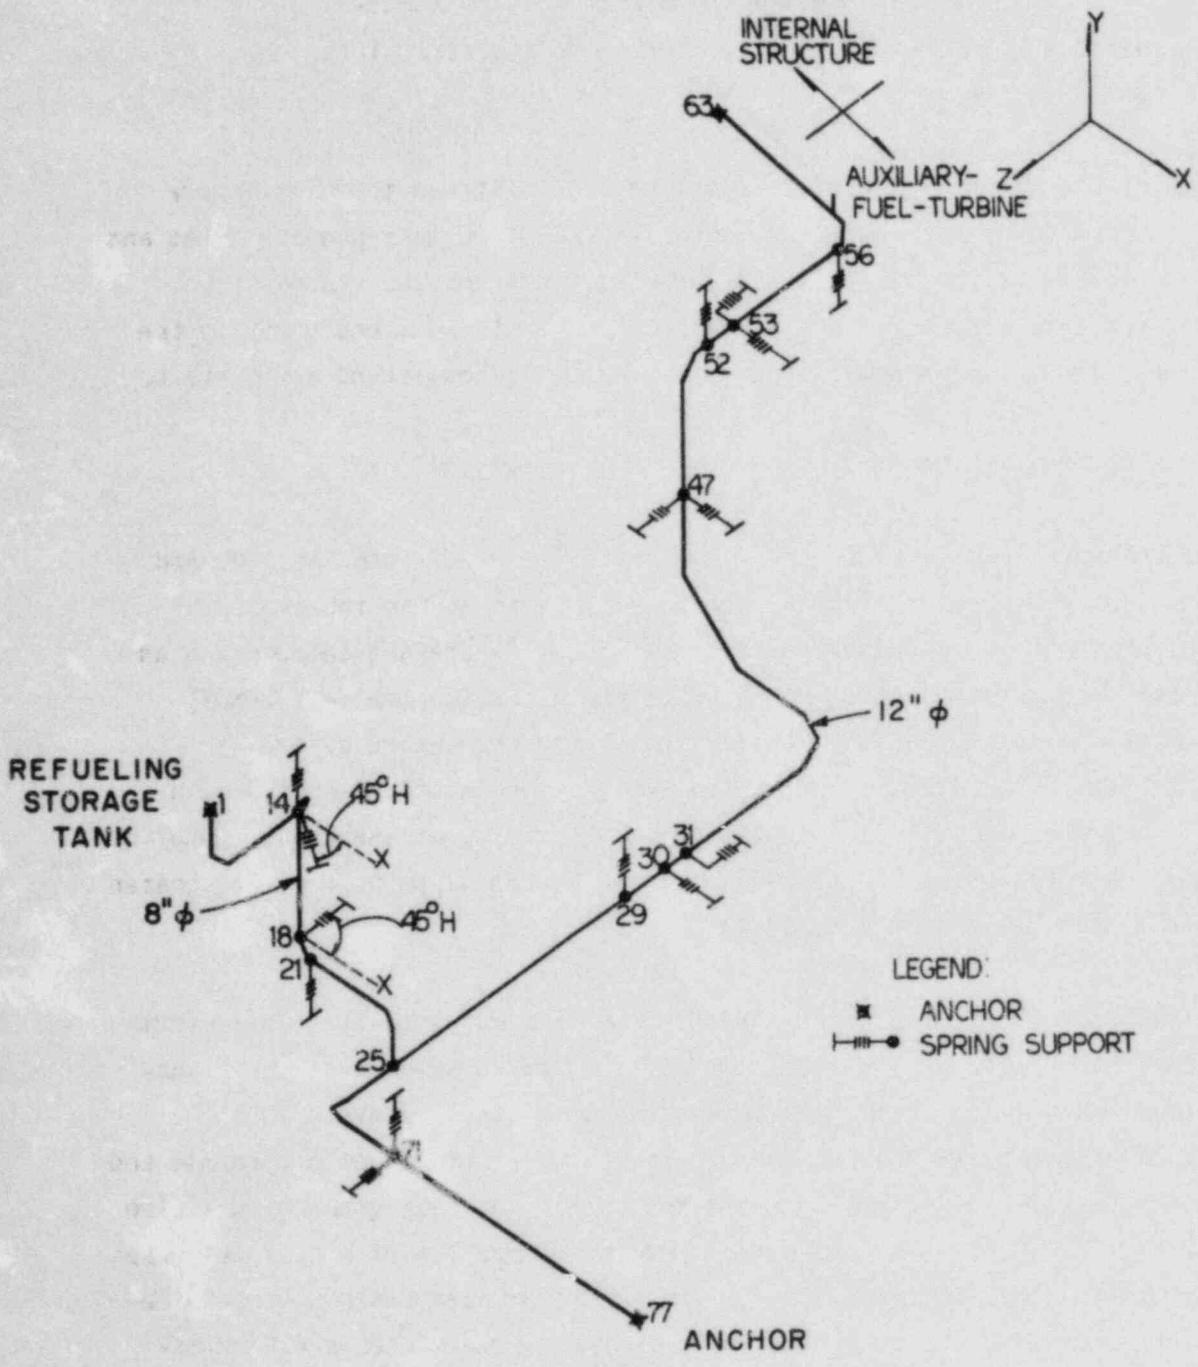 INTERNAL
STRUCTURE
Y
Z
X
63
AUXILIARY-
FUEL-TURBINE
56
53
52
47
12" ϕ
REFUELING
STORAGE
TANK
1
14
45°H
X
8" ϕ
18
45°H
21
X
31
30
29
25
LEGEND:
ANCHOR
SPRING SUPPORT
71
77
ANCHOR